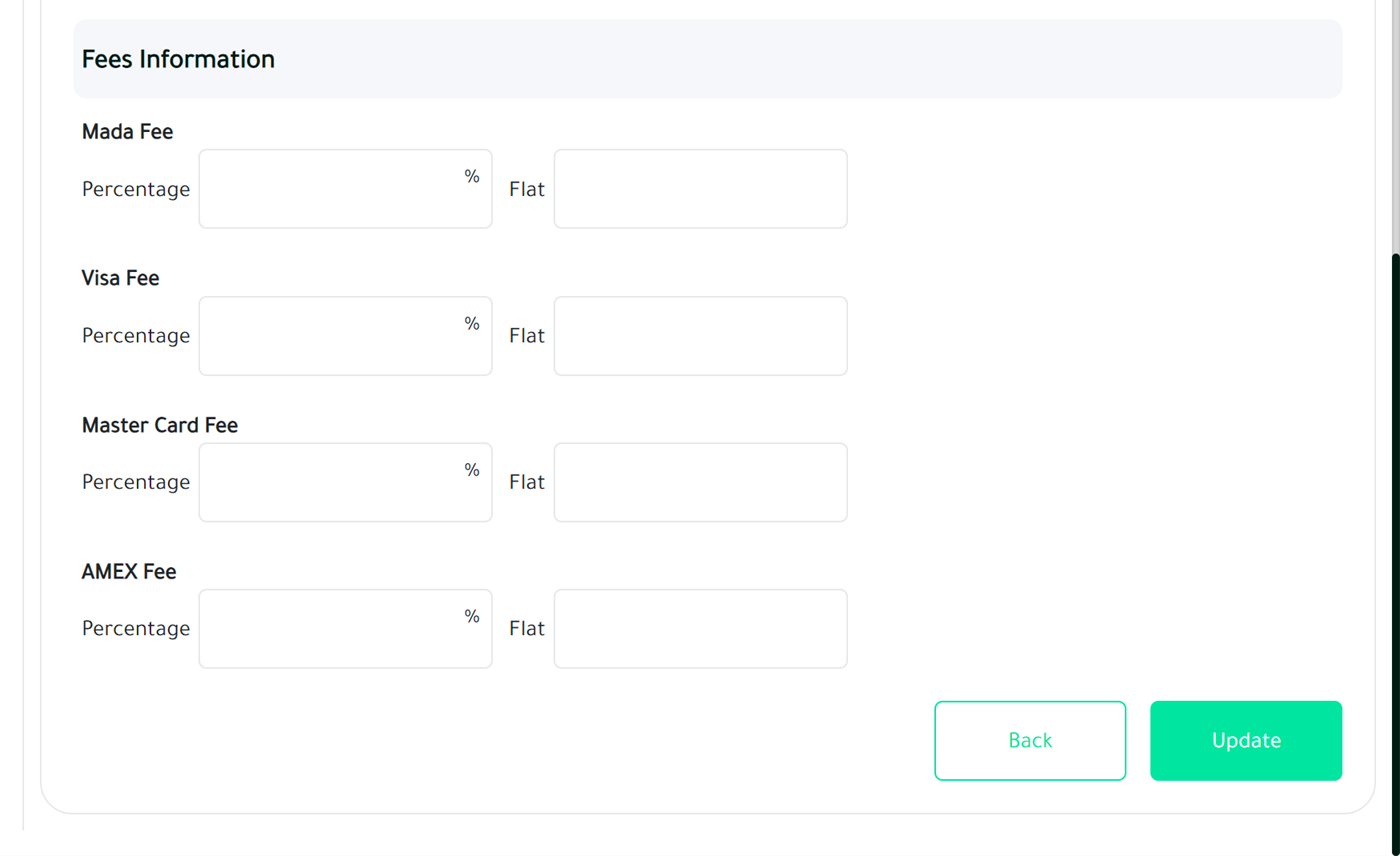 Fees Information
Mada Fee
Percentage % Flat
Visa Fee
Percentage % Flat
Master Card Fee
Percentage % Flat
AMEX Fee
Percentage % Flat
Back Update